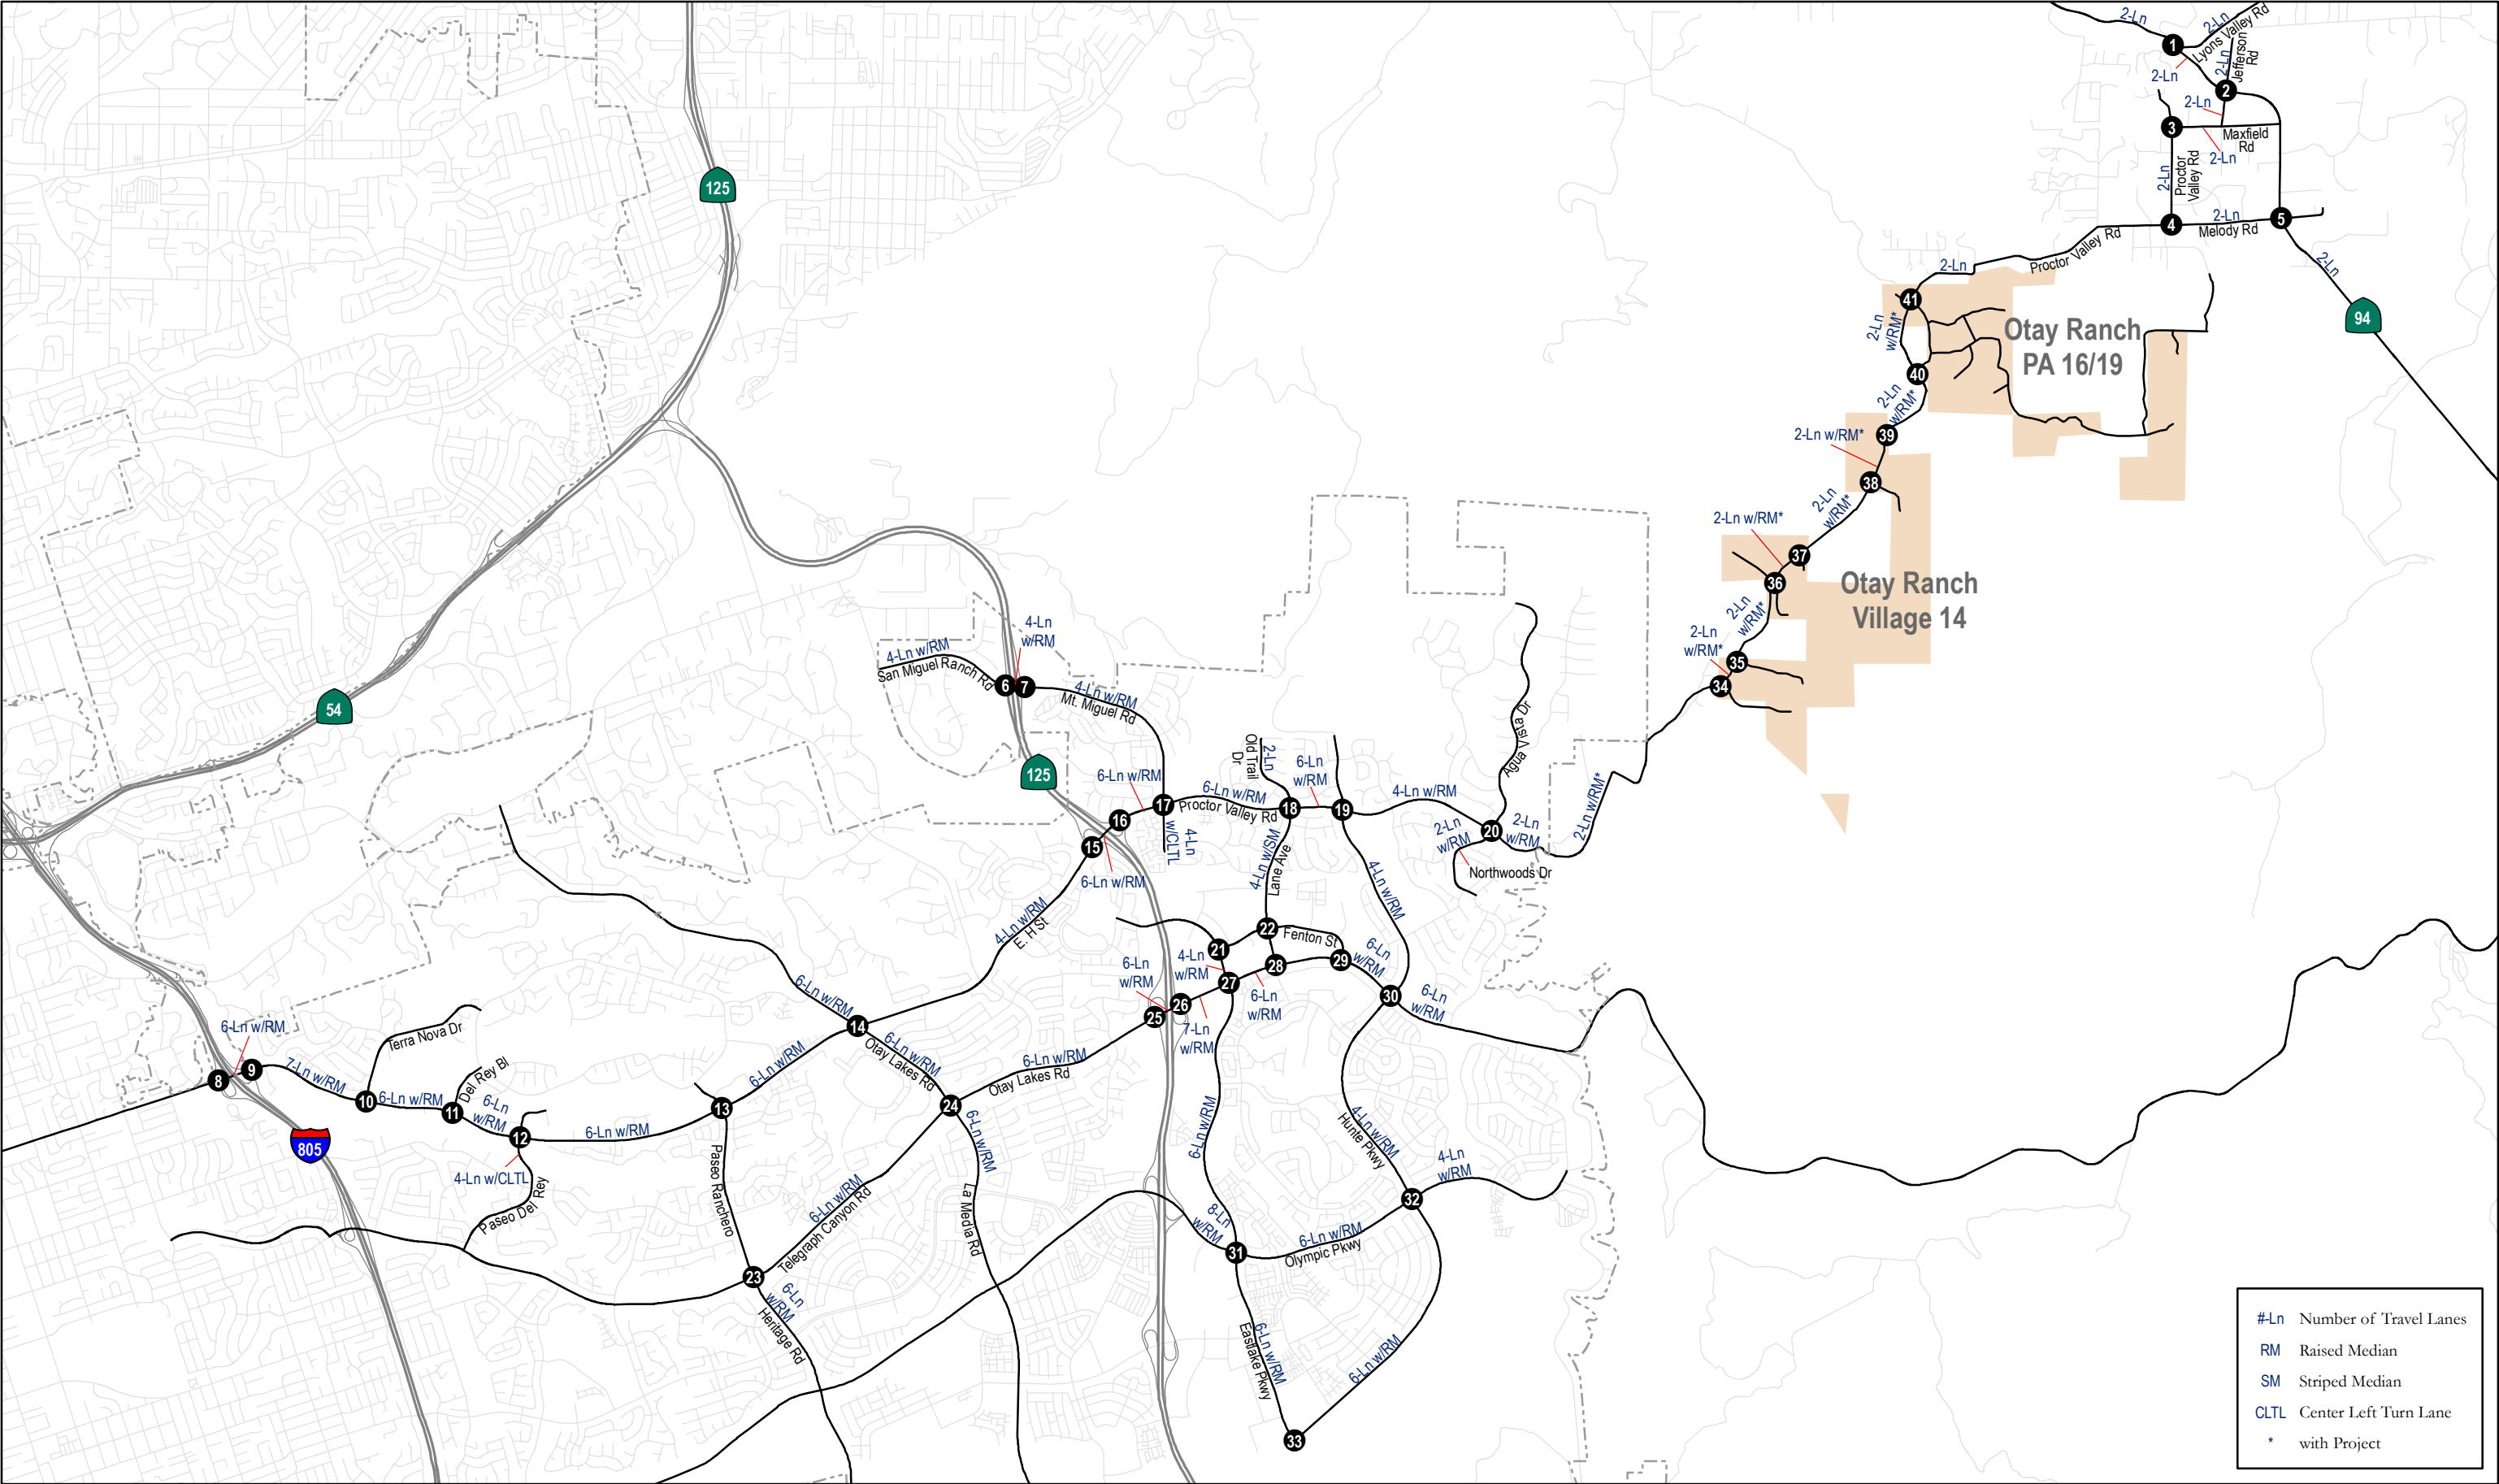 2-Ln
2-Ln
Lyons Valley Rd
1
2-Ln
2-Ln
Jefferson
Rd
2
2-Ln
3
Maxfield
Rd
2-Ln
2-Ln
Proctor
Valley Rd
125
4
2-Ln
Melody Rd
5
Proctor Valley Rd
2-Ln
2-Ln
94
41
2-Ln
w/RM*
Otay Ranch
PA 16/19
40
2-Ln
w/RM*
39
2-Ln w/RM*
38
2-Ln
w/RM*
2-Ln w/RM*
37
36
Otay Ranch
Village 14
2-Ln
w/RM*
2-Ln
w/RM*
35
34
4-Ln
w/RM
4-Ln w/RM
San Miguel Ranch Rd
6
7
4-Ln w/RM
Mt. Miguel Rd
54
125
Old Trail
Dr
2-Ln
6-Ln
w/RM
Agua Vista Dr
6-Ln w/RM
17
6-Ln w/RM
Proctor Valley Rd
18
19
4-Ln w/RM
20
2-Ln
w/RM
2-Ln
w/RM
2-Ln w/RM*
Northwoods Dr
16
15
4-Ln
w/CLTL
6-Ln w/RM
4-Ln w/SM
Lane Ave
4-Ln w/RM
4-Ln w/RM
E. H St
22
Fenton St
21
4-Ln
w/RM
28
29
6-Ln
w/RM
6-Ln
w/RM
27
6-Ln
w/RM
30
6-Ln
w/RM
26
25
7-Ln
w/RM
6-Ln w/RM
14
Otay Lakes Rd
6-Ln w/RM
6-Ln w/RM
Otay Lakes Rd
6-Ln w/RM
8
9
7-Ln w/RM
Terra Nova Dr
10
6-Ln w/RM
11
Del Rey Bl
6-Ln
w/RM
12
6-Ln w/RM
13
6-Ln w/RM
24
805
4-Ln w/CLTL
Paseo Del Rey
Paseo Ranchero
6-Ln w/RM
Telegraph Canyon Rd
6-Ln w/RM
La Media Rd
6-Ln w/RM
4-Ln w/RM
Hunte Pkwy
4-Ln
w/RM
32
8-Ln
w/RM
31
6-Ln w/RM
Olympic Pkwy
23
6-Ln
w/RM
Heritage Rd
6-Ln w/RM
Eastlake Pkwy
6-Ln w/RM
33
#-Ln Number of Travel Lanes
RM Raised Median
SM Striped Median
CLTL Center Left Turn Lane
* with Project